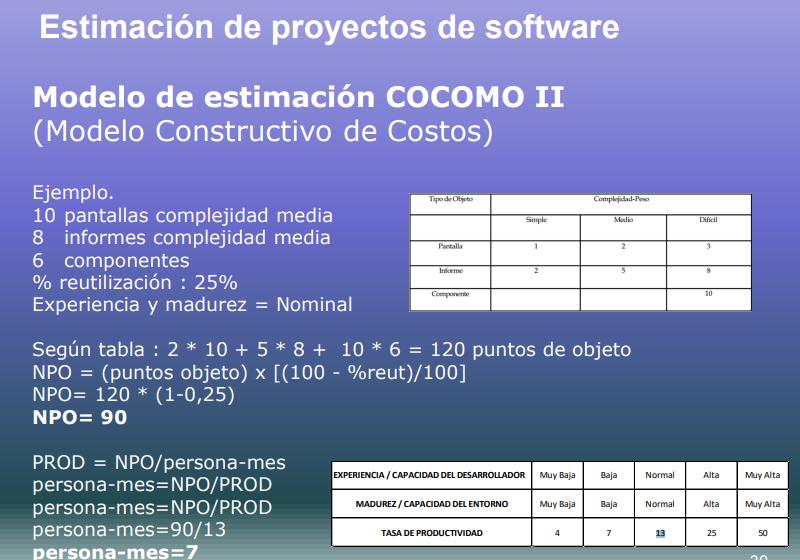 Estimación de proyectos de software
Modelo de estimación COCOMO II
(Modelo Constructivo de Costos)
Ejemplo.
10 pantallas complejidad media
8 informes complejidad media
6 componentes
% reutilización : 25%
Experiencia y madurez = Nominal
Tipo de Objeto Complejidad-Peso
Simple Medio Difícil
Pantalla 1 2 3
Informe 2 5 8
Componente 10
Según tabla : 2 * 10 + 5 * 8 + 10 * 6 = 120 puntos de objeto
NPO = (puntos objeto) x [(100 - %reut)/100]
NPO= 120 * (1-0,25)
NPO= 90
PROD = NPO/persona-mes
persona-mes=NPO/PROD
persona-mes=NPO/PROD
persona-mes=90/13
persona-mes=7
EXPERIENCIA / CAPACIDAD DEL DESARROLLADOR Muy Baja Baja Normal Alta Muy Alta
MADUREZ / CAPACIDAD DEL ENTORNO Muy Baja Baja Normal Alta Muy Alta
TASA DE PRODUCTIVIDAD 4 7 13 25 50